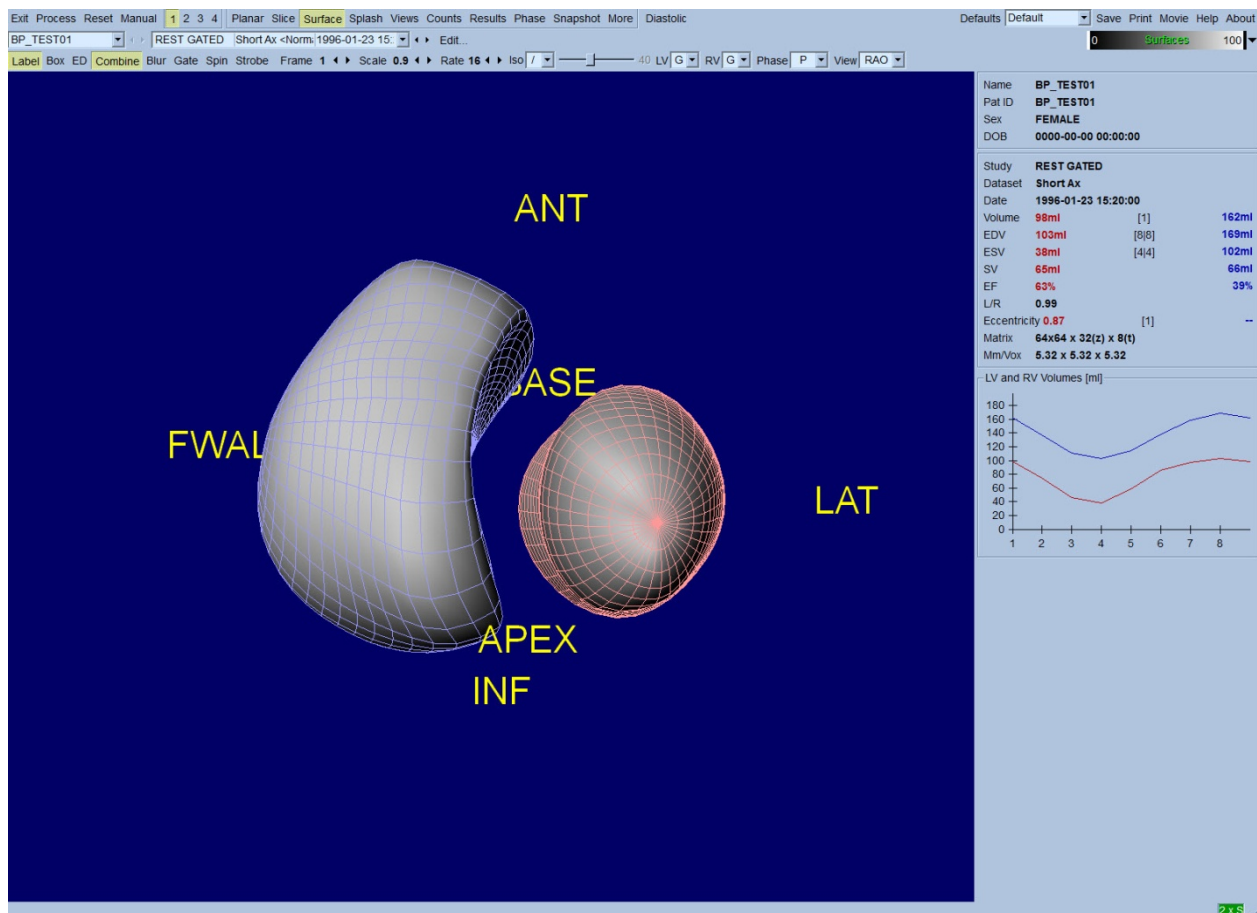 Exit Process Reset Manual 1 2 3 4 Planar Slice Surface Splash Views Counts Results Phase Snapshot More Diastolic Defaults Default Save Print Movie Help About
BP_TEST01 REST GATED Short Ax <Norm 1996-01-23 15: Edit... 0 Surfaces 100
Label Box ED Combine Blur Gate Spin Strobe Frame 1 Scale 0.9 Rate 16 Iso / 40 LV G RV G Phase P View RAO
Name BP_TEST01
Pat ID BP_TEST01
Sex FEMALE
DOB 0000-00-00 00:00:00
Study REST GATED
Dataset Short Ax
Date 1996-01-23 15:20:00
Volume 98ml [1] 162ml
EDV 103ml [8|8] 169ml
ESV 38ml [4|4] 102ml
SV 65ml 66ml
EF 63% 39%
L/R 0.99
Eccentricity 0.87 [1] --
Matrix 64x64 x 32(z) x 8(t)
Mm/Vox 5.32 x 5.32 x 5.32
LV and RV Volumes [ml]
180
160
140
120
100
80
60
40
20
0
1 2 3 4 5 6 7 8
ANT
BASE
FWAL
LAT
APEX
INF
2 x S